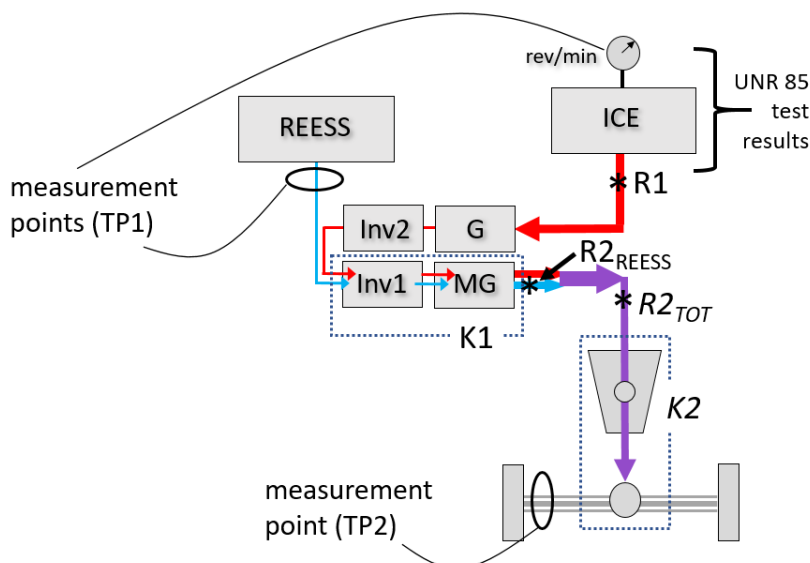 rev/min
UNR 85
test
results
REESS
ICE
measurement
points (TP1)
R1
Inv2
G
R2REESS
Inv1
MG
R2TOT
K1
K2
measurement
point (TP2)